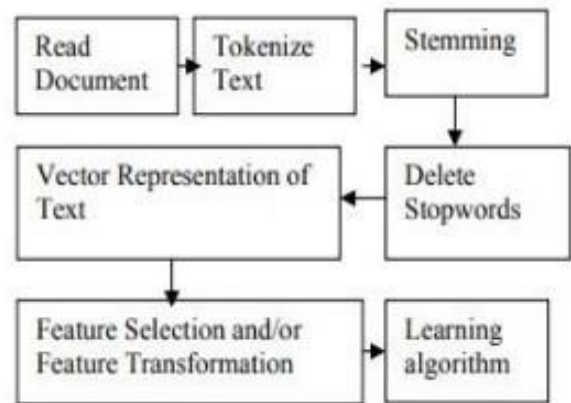 Read
Document
Tokenize
Text
Stemming
Delete
Stopwords
Vector Representation of
Text
Feature Selection and/or
Feature Transformation
Learning
algorithm